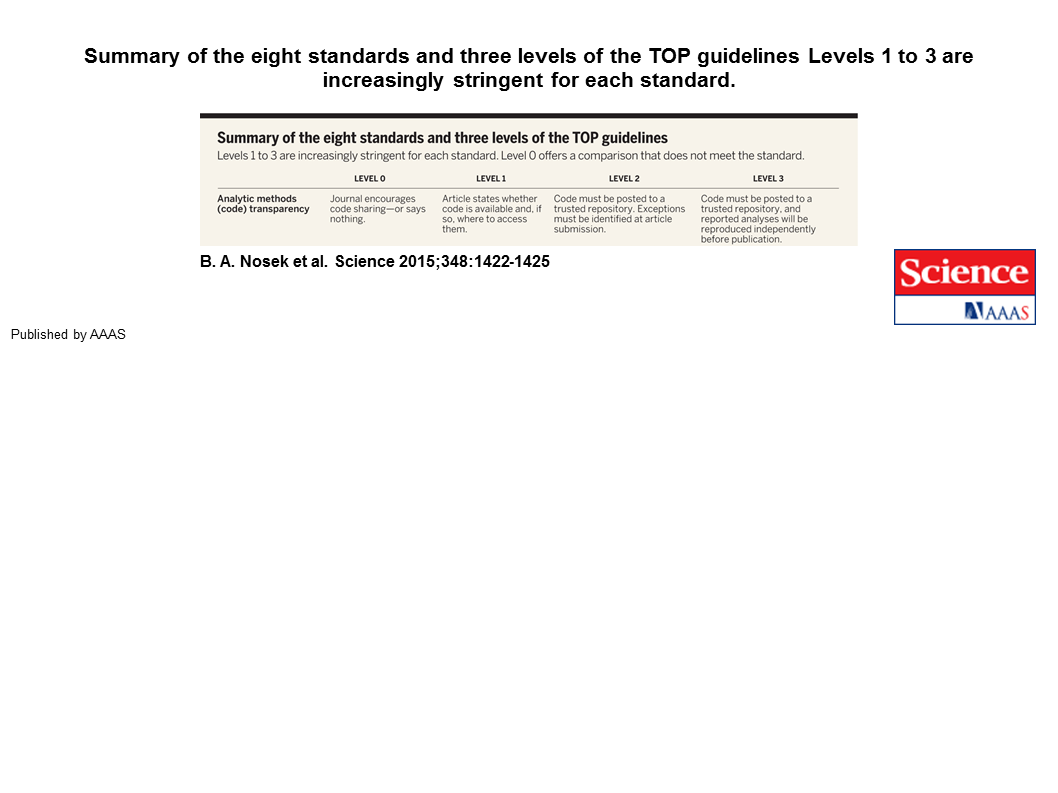 Summary of the eight standards and three levels of the TOP guidelines Levels 1 to 3 are
increasingly stringent for each standard.
Summary of the eight standards and three levels of the TOP guidelines
Levels 1 to 3 are increasingly stringent for each standard. Level 0 offers a comparison that does not meet the standard.
LEVEL 0 LEVEL 1 LEVEL 2 LEVEL 3
Analytic methods Journal encourages Article states whether Code must be posted to a Code must be posted to a
(code) transparency code sharing—or says code is available and, if trusted repository. Exceptions trusted repository, and
nothing. so, where to access must be identified at article reported analyses will be
them. submission. reproduced independently
before publication.
B. A. Nosek et al. Science 2015;348:1422-1425
Science
AAAS
Published by AAAS